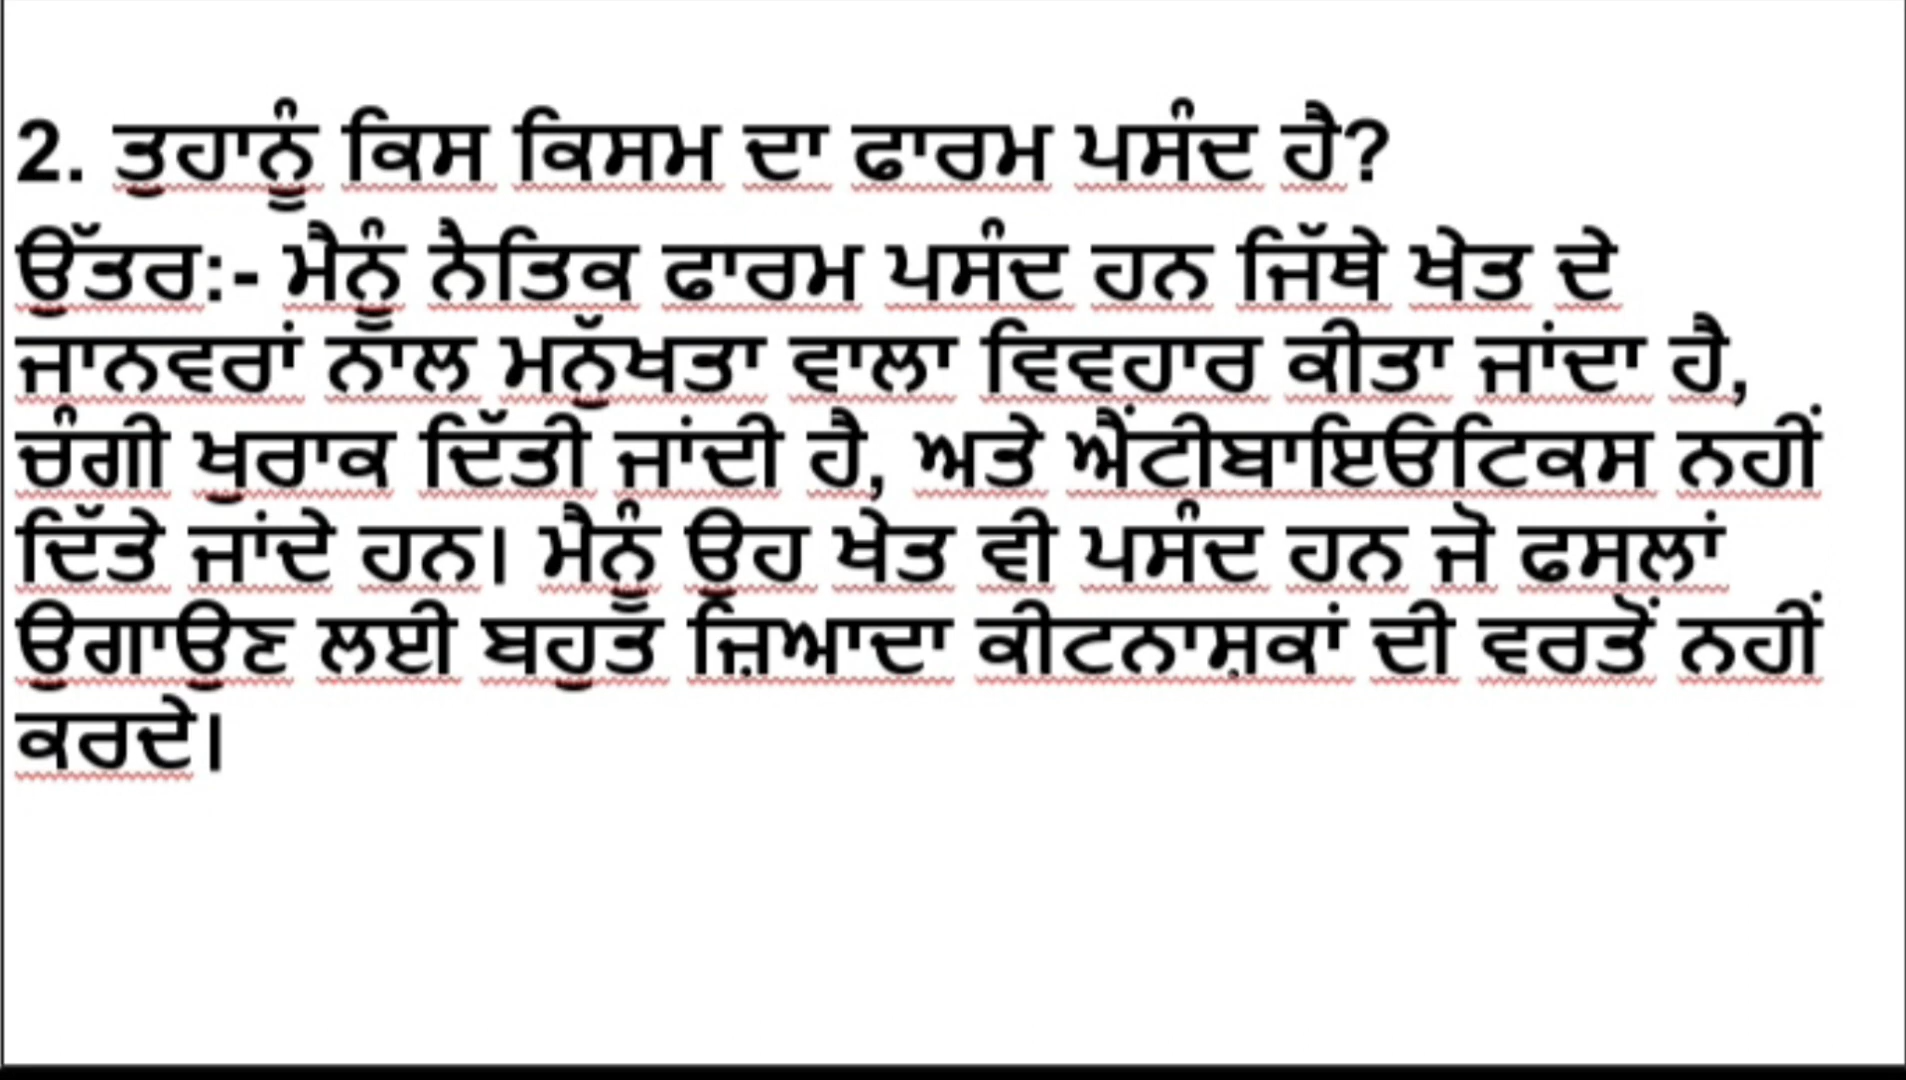 2. ਤੁਹਾਨੂੰ ਕਿਸ ਕਿਸਮ ਦਾ ਫਾਰਮ ਪਸੰਦ ਹੈ?
ਉੱਤਰ:- ਮੈਨੂੰ ਨੈਤਿਕ ਫਾਰਮ ਪਸੰਦ ਹਨ ਜਿੱਥੇ ਖੇਤ ਦੇ
ਜਾਨਵਰਾਂ ਨਾਲ ਮਨੁੱਖਤਾ ਵਾਲਾ ਵਿਵਹਾਰ ਕੀਤਾ ਜਾਂਦਾ ਹੈ,
ਚੰਗੀ ਖੁਰਾਕ ਦਿੱਤੀ ਜਾਂਦੀ ਹੈ, ਅਤੇ ਐਂਟੀਬਾਇਓਟਿਕਸ ਨਹੀਂ
ਦਿੱਤੇ ਜਾਂਦੇ ਹਨ। ਮੈਨੂੰ ਉਹ ਖੇਤ ਵੀ ਪਸੰਦ ਹਨ ਜੋ ਫਸਲਾਂ
ਉਗਾਉਣ ਲਈ ਬਹੁਤ ਜ਼ਿਆਦਾ ਕੀਟਨਾਸ਼ਕਾਂ ਦੀ ਵਰਤੋਂ ਨਹੀਂ
ਕਰਦੇ।